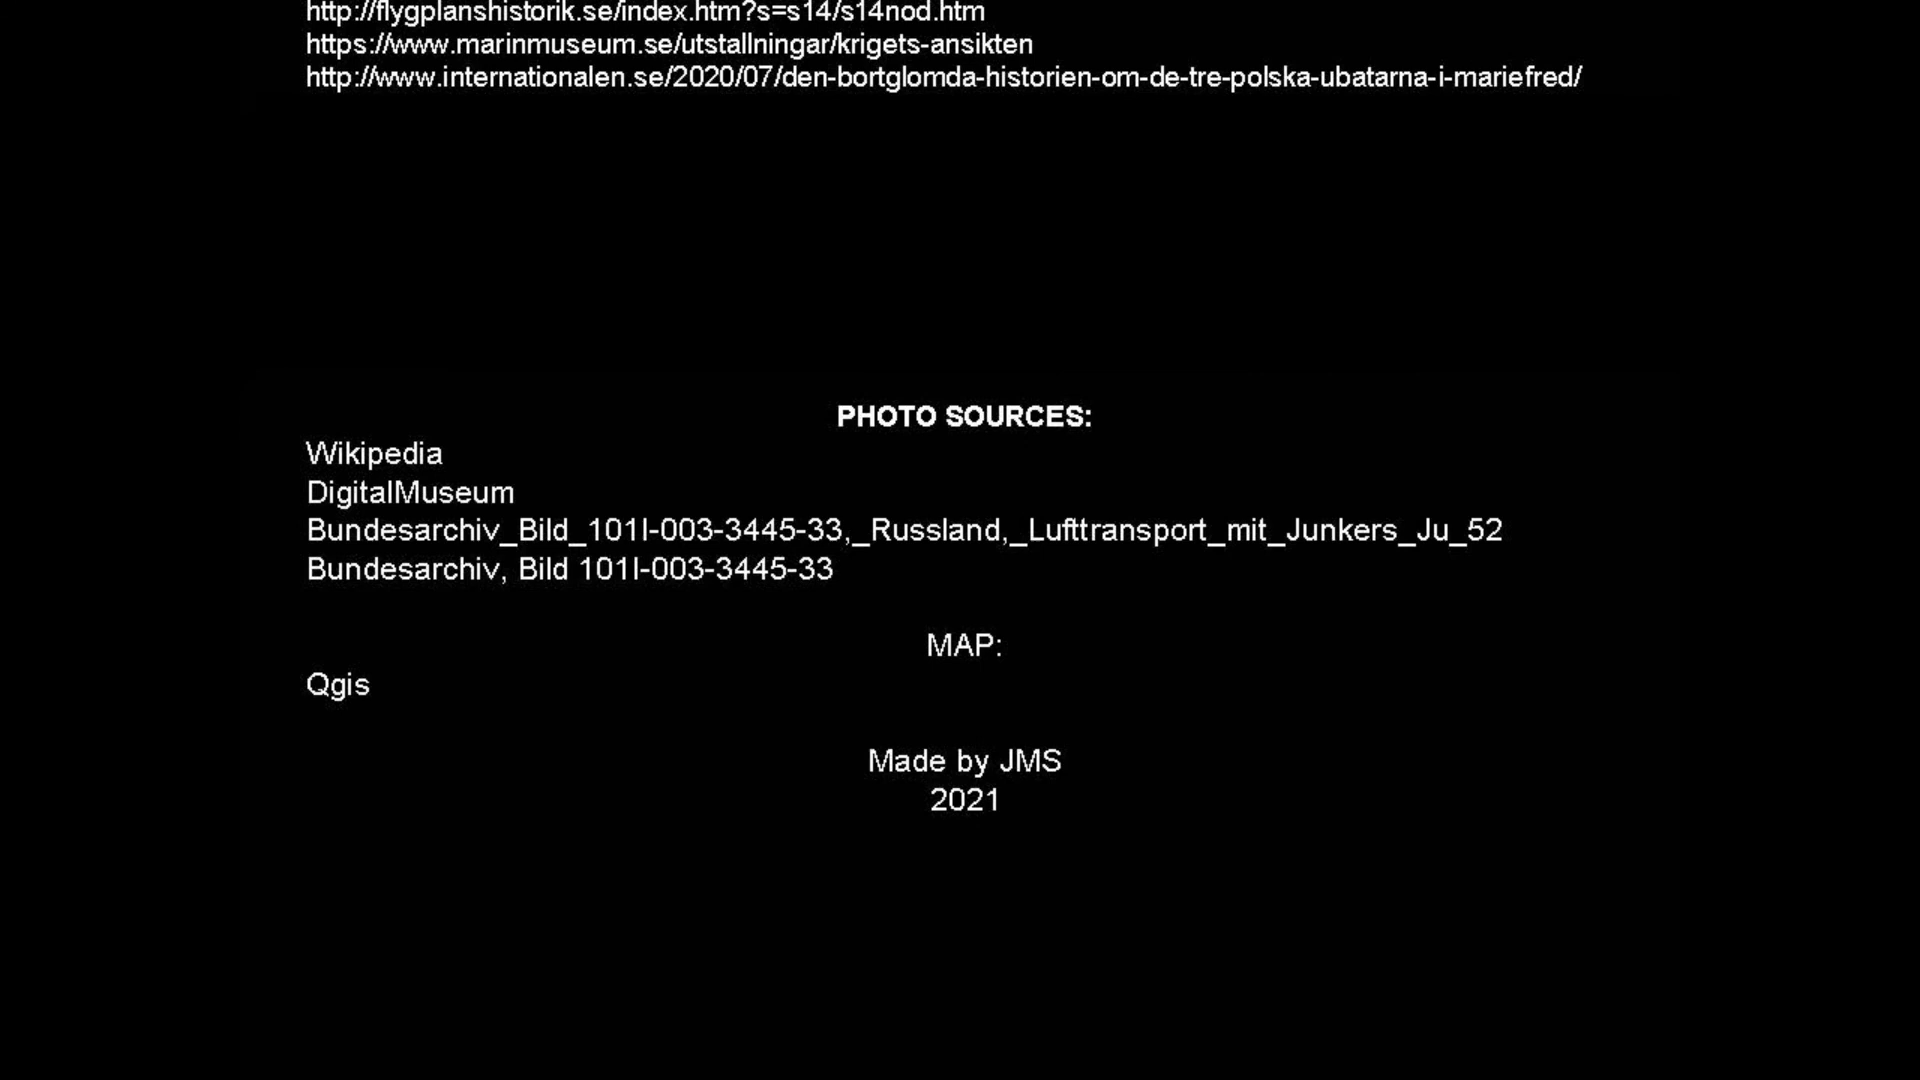 http://flygplanshistorik.se/index.htm?s=s14/s14nod.htm
https://www.marinmuseum.se/utstallningar/krigets-ansikten
http://www.internationalen.se/2020/07/den-bortglomda-historien-om-de-tre-polska-ubatarna-i-mariefred/
PHOTO SOURCES:
Wikipedia
DigitalMuseum
Bundesarchiv_Bild_101I-003-3445-33,_Russland,_Lufttransport_mit_Junkers_Ju_52
Bundesarchiv, Bild 101I-003-3445-33
MAP:
Qgis
Made by JMS
2021